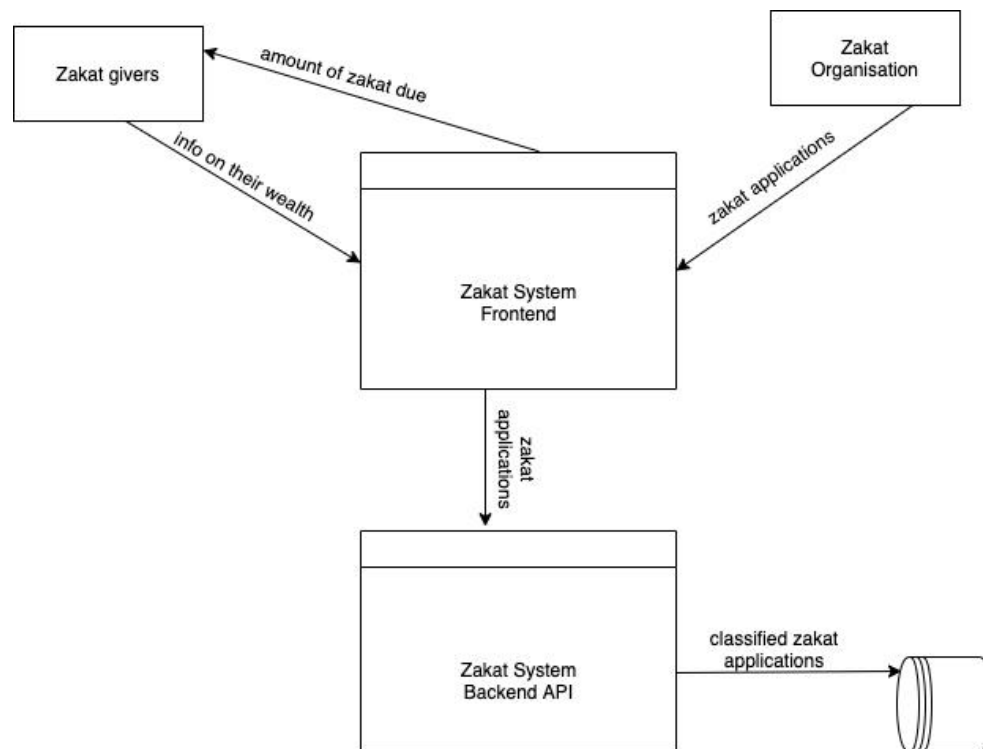 Zakat givers
amount of zakat due
Zakat
Organisation
info on their wealth
zakat applications
Zakat System
Frontend
zakat
applications
Zakat System
Backend API
classified zakat
applications